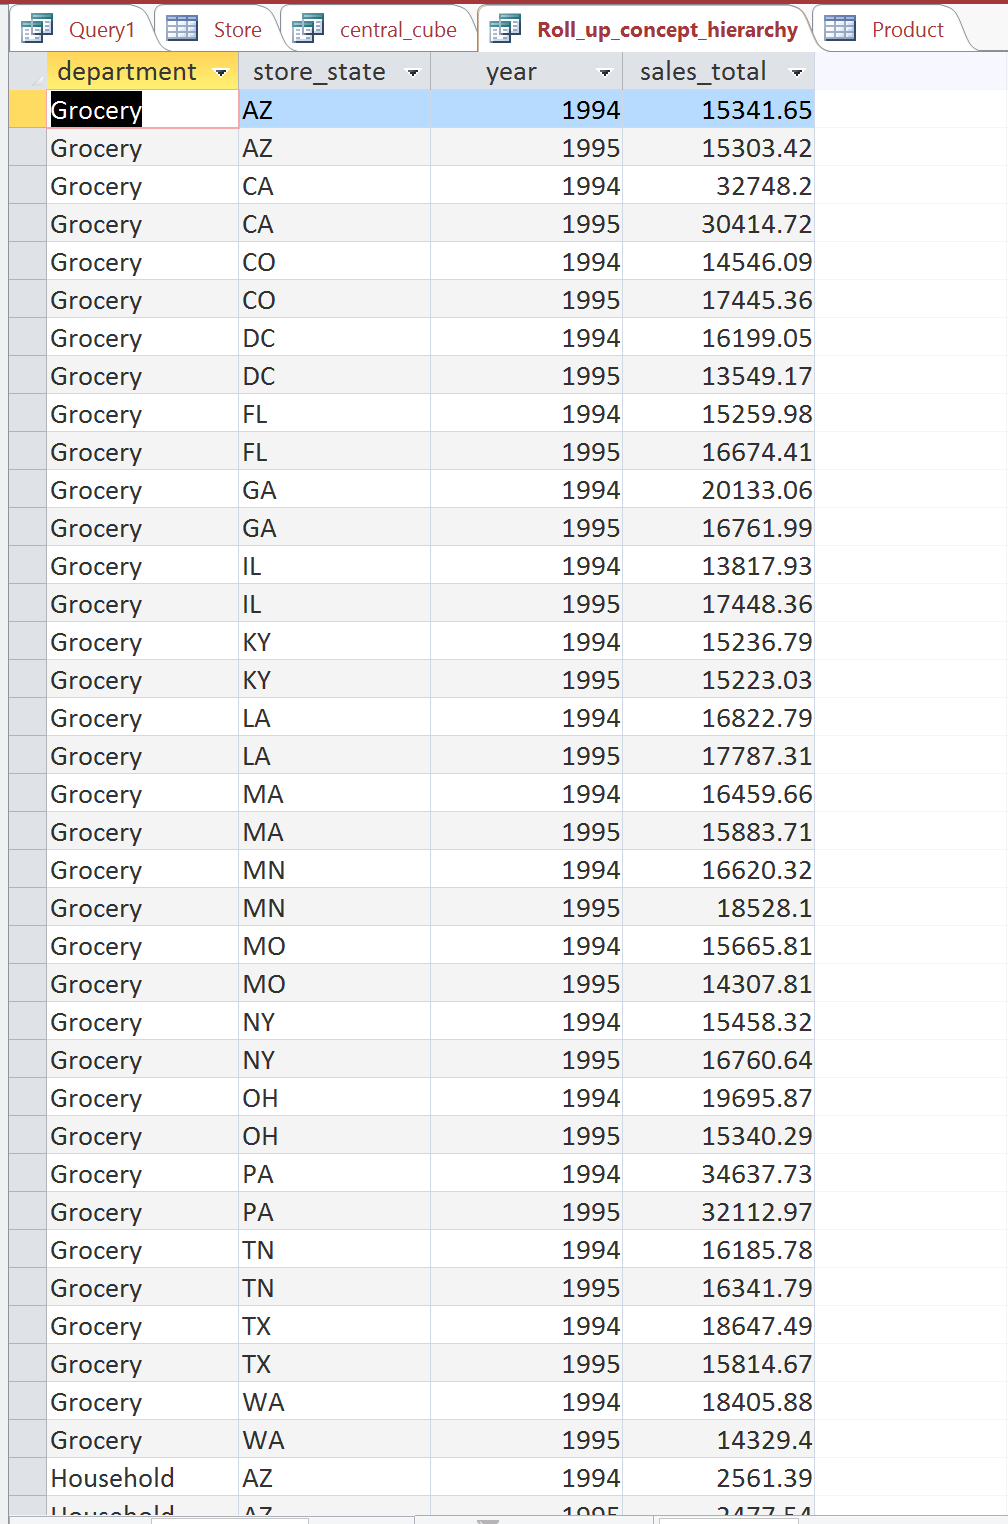 Query1 Store central_cube Roll_up_concept_hierarchy Product
department store_state year sales_total
Grocery AZ 1994 15341.65
Grocery AZ 1995 15303.42
Grocery CA 1994 32748.2
Grocery CA 1995 30414.72
Grocery CO 1994 14546.09
Grocery CO 1995 17445.36
Grocery DC 1994 16199.05
Grocery DC 1995 13549.17
Grocery FL 1994 15259.98
Grocery FL 1995 16674.41
Grocery GA 1994 20133.06
Grocery GA 1995 16761.99
Grocery IL 1994 13817.93
Grocery IL 1995 17448.36
Grocery KY 1994 15236.79
Grocery KY 1995 15223.03
Grocery LA 1994 16822.79
Grocery LA 1995 17787.31
Grocery MA 1994 16459.66
Grocery MA 1995 15883.71
Grocery MN 1994 16620.32
Grocery MN 1995 18528.1
Grocery MO 1994 15665.81
Grocery MO 1995 14307.81
Grocery NY 1994 15458.32
Grocery NY 1995 16760.64
Grocery OH 1994 19695.87
Grocery OH 1995 15340.29
Grocery PA 1994 34637.73
Grocery PA 1995 32112.97
Grocery TN 1994 16185.78
Grocery TN 1995 16341.79
Grocery TX 1994 18647.49
Grocery TX 1995 15814.67
Grocery WA 1994 18405.88
Grocery WA 1995 14329.4
Household AZ 1994 2561.39
Household AZ 1995 2477.54